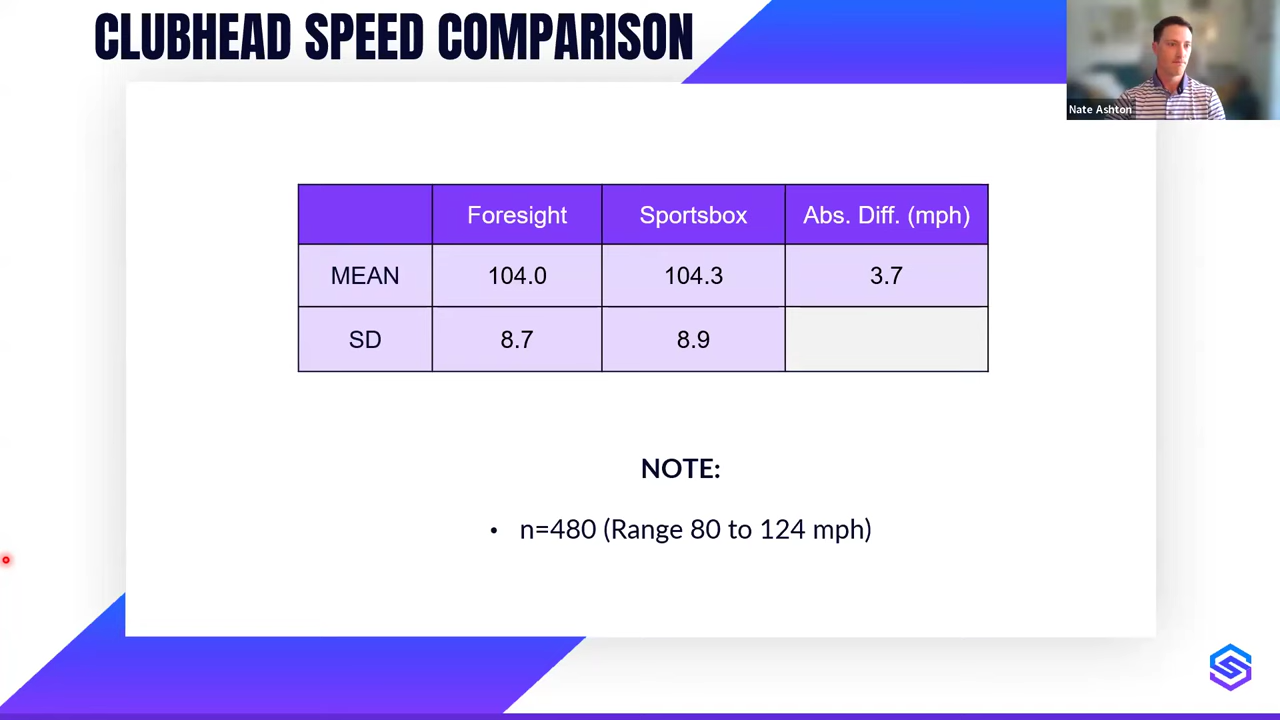 CLUBHEAD SPEED COMPARISON
Nate Ashton
Foresight Sportsbox Abs. Diff. (mph)
MEAN 104.0 104.3 3.7
SD 8.7 8.9
NOTE:
• n=480 (Range 80 to 124 mph)